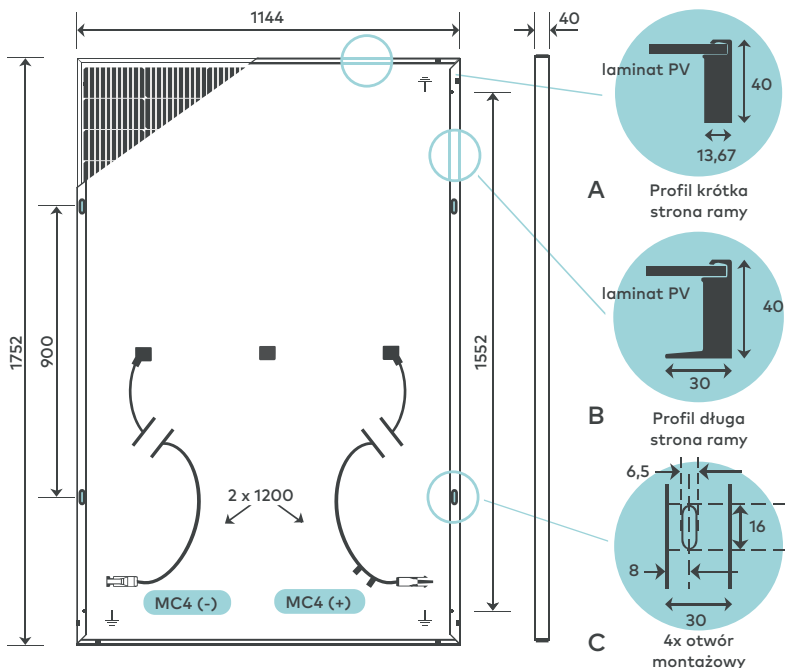 1144
40
laminat PV
40
13,67
A
Profil krótka
strona ramy
1752
900
1552
laminat PV
40
30
B
Profil długa
strona ramy
2 x 1200
MC4 (-)
MC4 (+)
6,5
16
8
30
C
4x otwór
montażowy